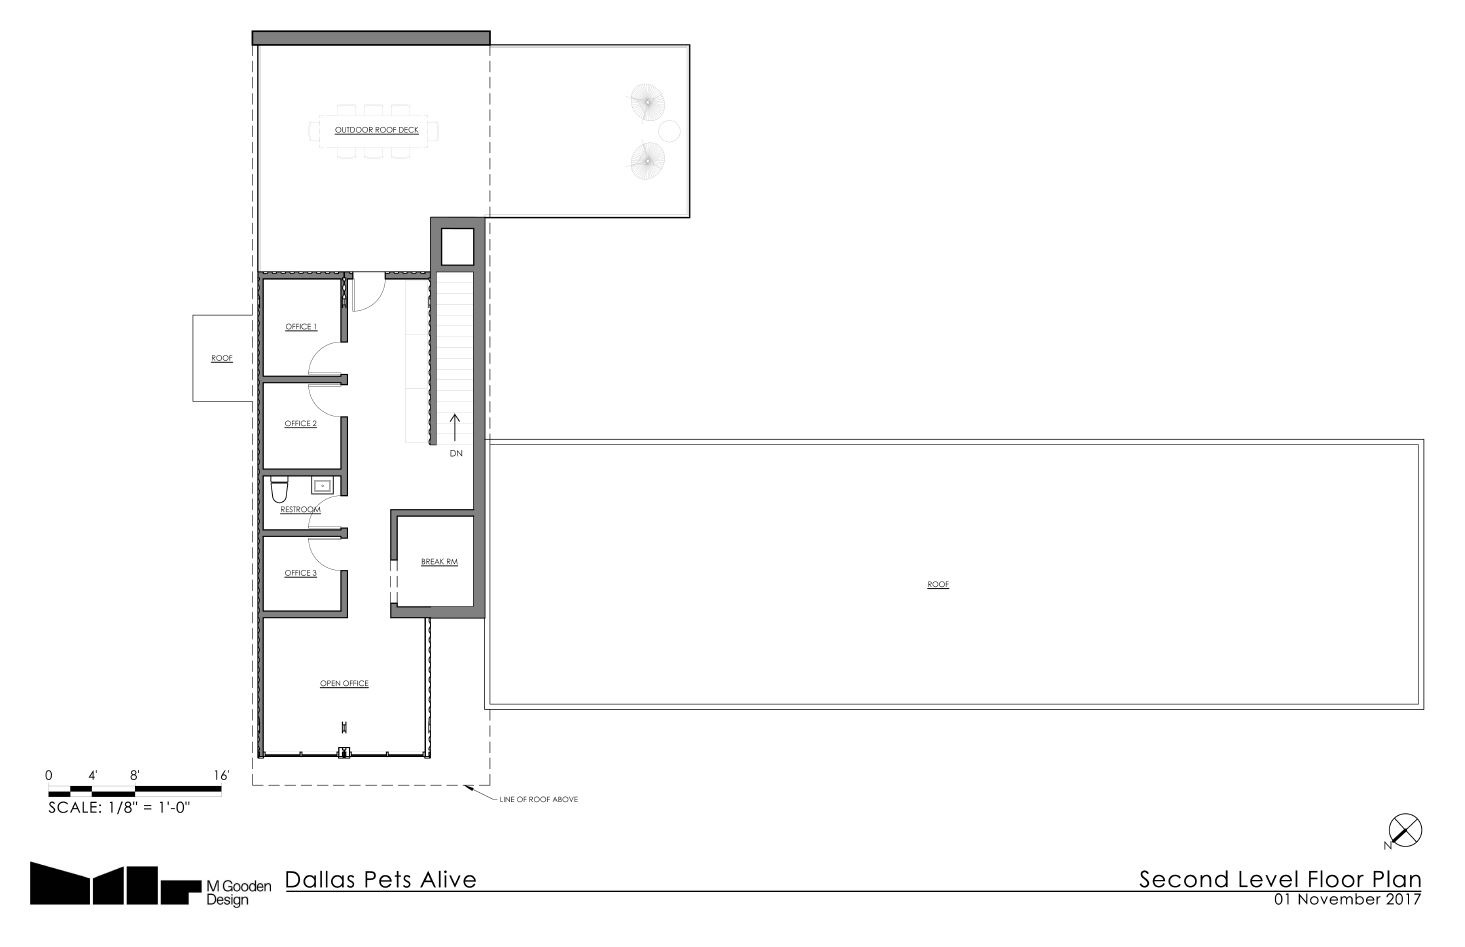 OUTDOOR ROOF DECK
OFFICE 1
ROOF
OFFICE 2
DN
RESTROOM
BREAK RM
OFFICE 3
ROOF
OPEN OFFICE
0 4' 8' 16'
SCALE: 1/8" = 1'-0"
LINE OF ROOF ABOVE
N
M Gooden
Design
Dallas Pets Alive
Second Level Floor Plan
01 November 2017